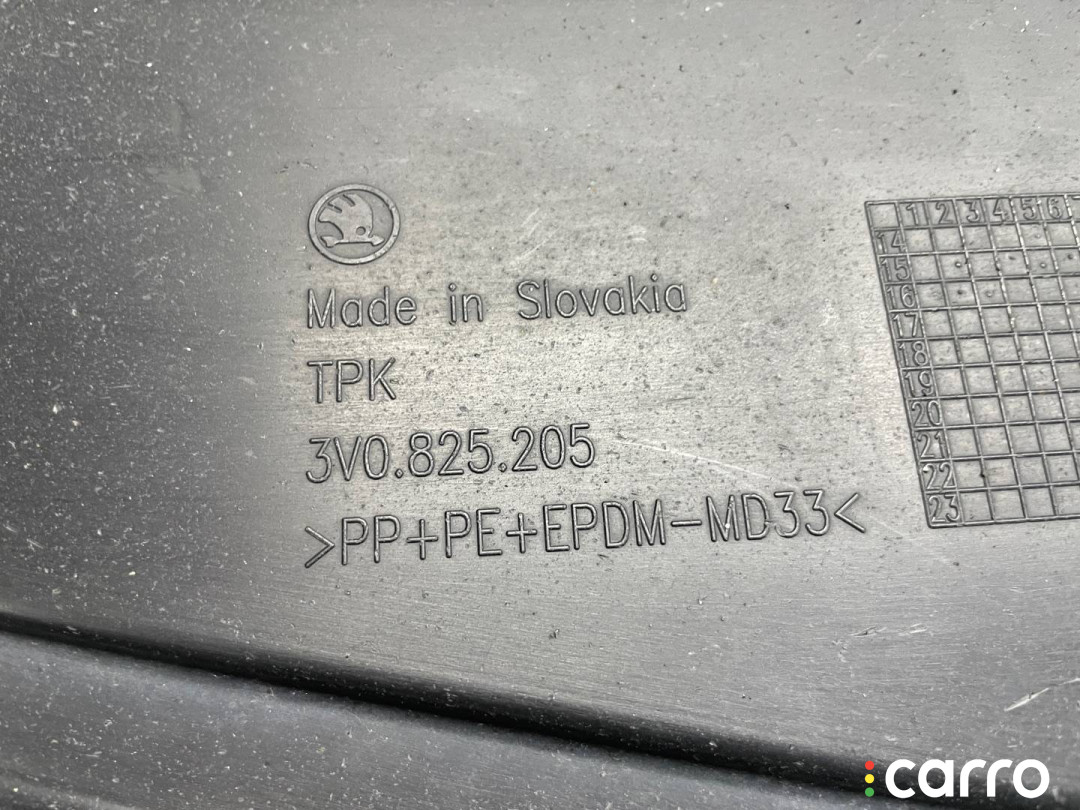 Made in Slovakia
TPK
3V0.825.205
>PP+PE+EPDM-MD33<
1 2 3 4 5 6
14
15
16
17
18
19
20
21
22
23
carro